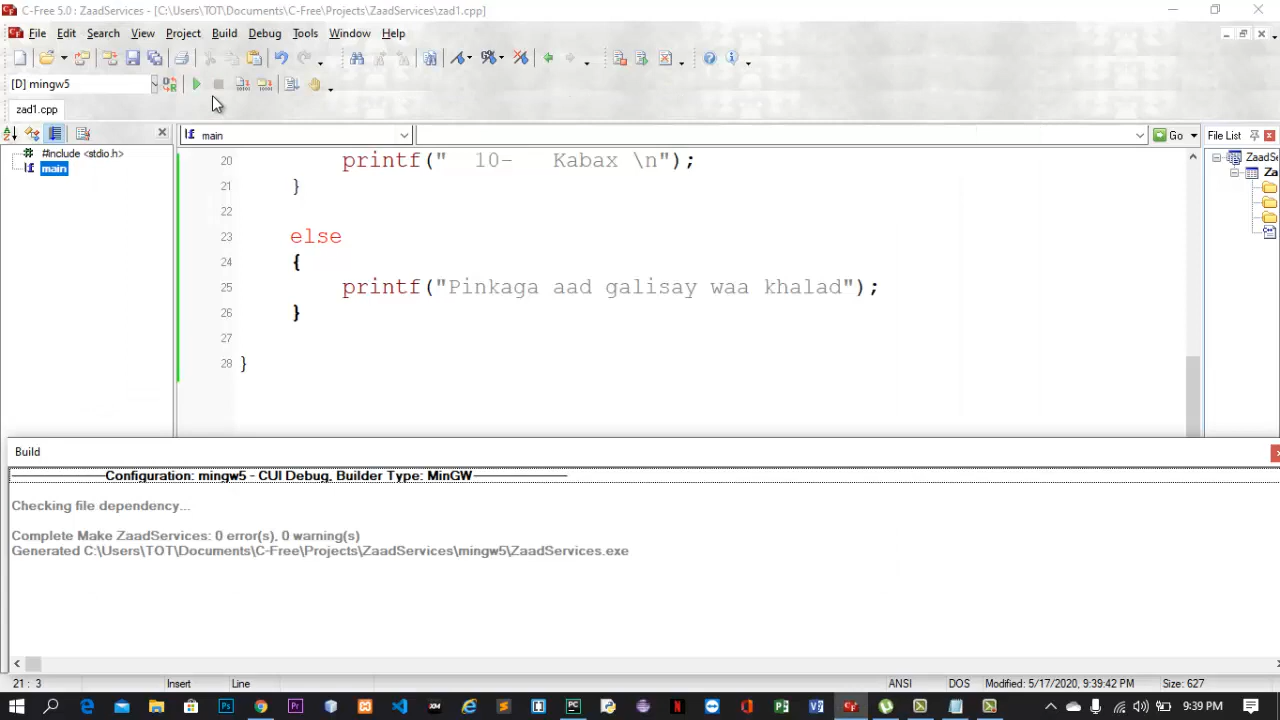 C-Free 5.0 : ZaadServices - [C:\Users\TOT\Documents\C-Free\Projects\ZaadServices\zad1.cpp]
File Edit Search View Project Build Debug Tools Window Help
[D] mingw5
zad1.cpp
main
Go
File List
#include <stdio.h>
main
ZaadSe
Za
20 printf("  10-   Kabax \n");
21 }
22
23 else
24 {
25 printf("Pinkaga aad galisay waa khalad");
26 }
27
28 }
Build
Configuration: mingw5 - CUI Debug, Builder Type: MinGW
Checking file dependency...
Complete Make ZaadServices: 0 error(s), 0 warning(s)
Generated C:\Users\TOT\Documents\C-Free\Projects\ZaadServices\mingw5\ZaadServices.exe
21 : 3 Insert Line ANSI DOS Modified: 5/17/2020, 9:39:42 PM Size: 627
9:39 PM